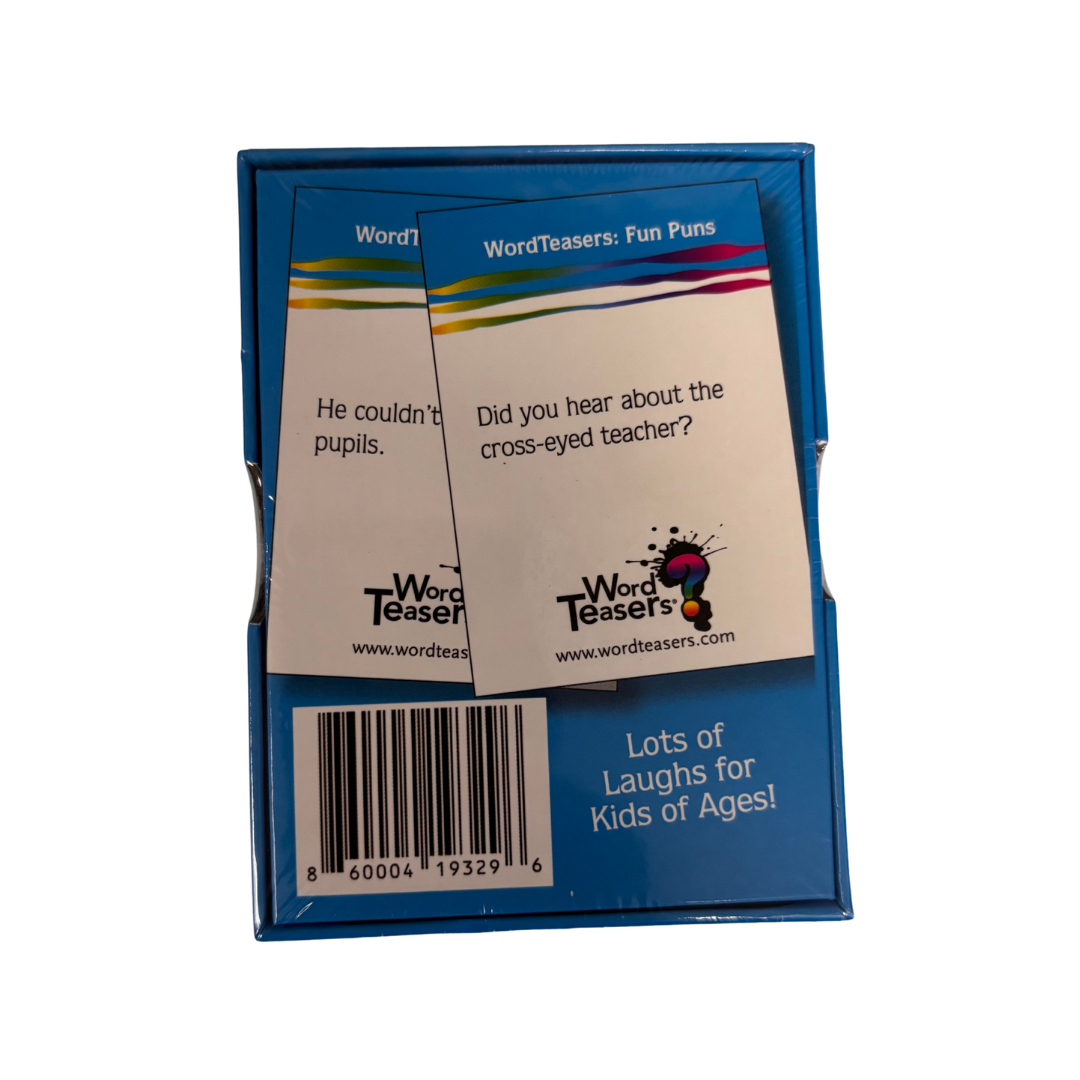 WordT
He couldn't
pupils.
Word
Teaser
www.wordteas
WordTeasers: Fun Puns
Did you hear about the
cross-eyed teacher?
Word
Teasers®
www.wordteasers.com
8 60004 19329 6
Lots of
Laughs for
Kids of Ages!